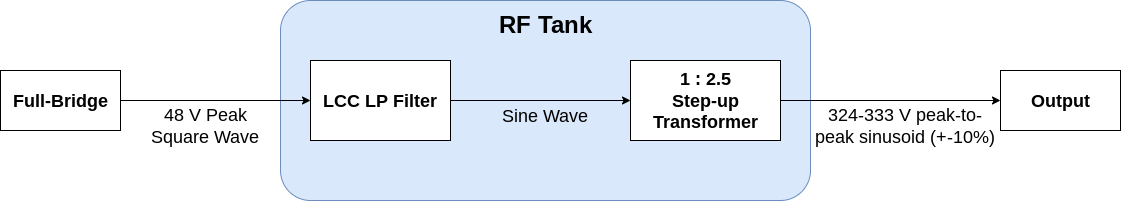 RF Tank
Full-Bridge
48 V Peak
Square Wave
LCC LP Filter
Sine Wave
1 : 2.5
Step-up
Transformer
324-333 V peak-to-
peak sinusoid (+-10%)
Output